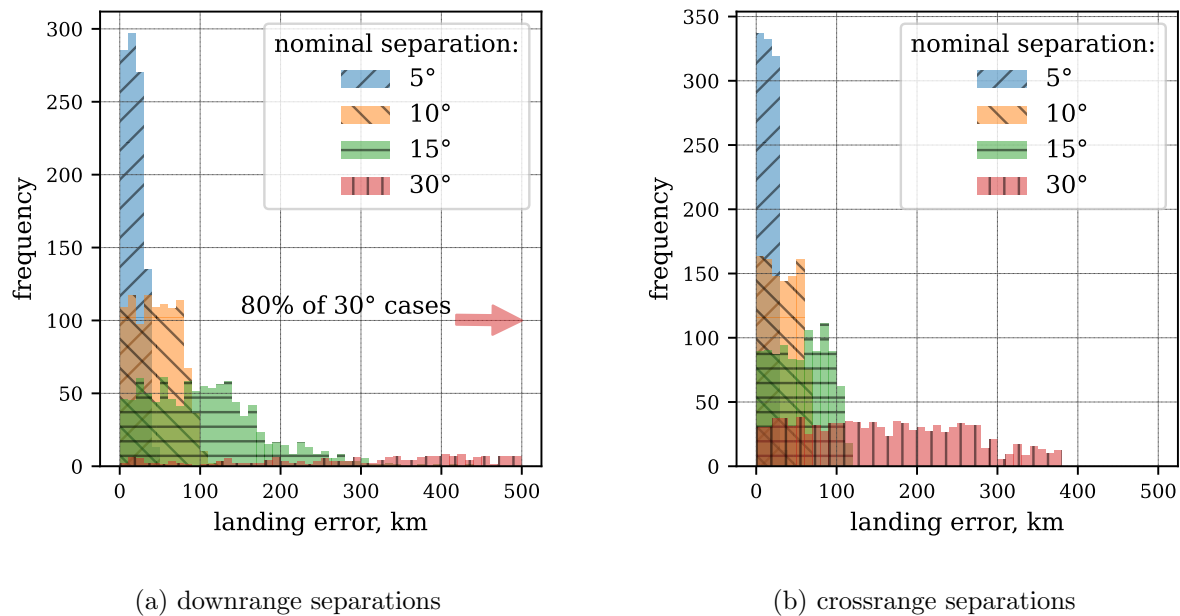 300
250
200
150
100
50
0
frequency
nominal separation:
5°
10°
15°
30°
80% of 30° cases
0 100 200 300 400 500
landing error, km
(a) downrange separations
350
300
250
200
150
100
50
0
frequency
nominal separation:
5°
10°
15°
30°
0 100 200 300 400 500
landing error, km
(b) crossrange separations